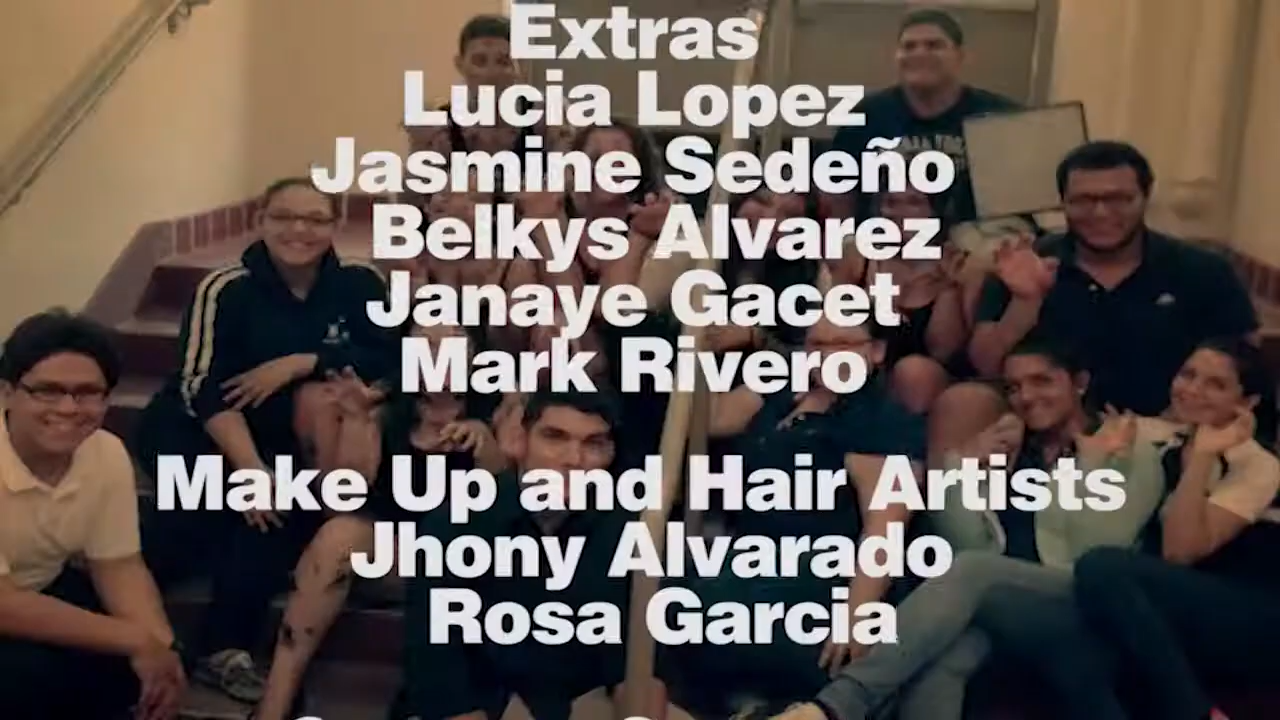 Extras
Lucia Lopez
Jasmine Sedeño
Belkys Alvarez
Janaye Gacet
Mark Rivero
Make Up and Hair Artists
Jhony Alvarado
Rosa Garcia